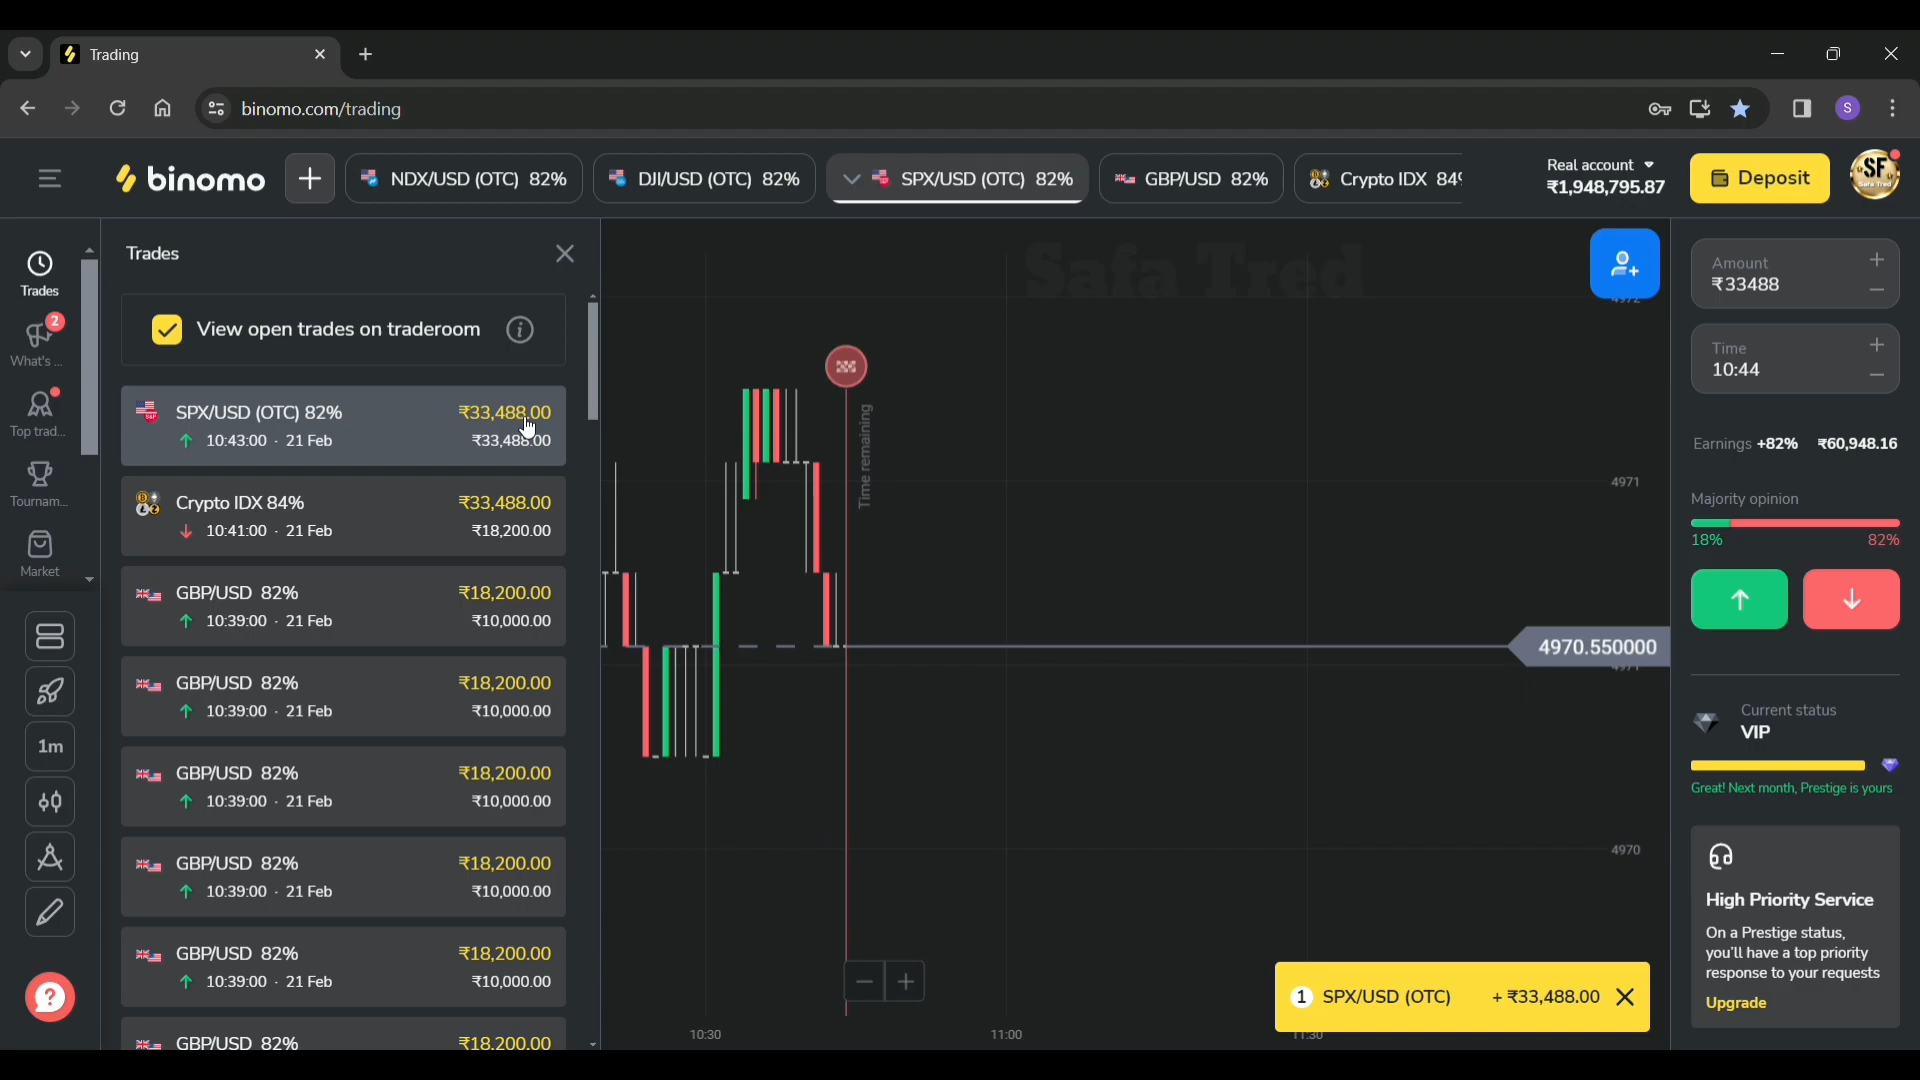 Trading
binomo.com/trading
S
binomo
NDX/USD (OTC) 82%
DJI/USD (OTC) 82%
SPX/USD (OTC) 82%
GBP/USD 82%
Crypto IDX 84%
Real account
₹1,948,795.87
Deposit
SF
Safa Tred
Trades
2
What's ...
Top trad...
Tournam...
Market
1m
Trades
View open trades on traderoom
SPX/USD (OTC) 82% ₹33,488.00
10:43:00 · 21 Feb ₹33,488.00
Crypto IDX 84% ₹33,488.00
10:41:00 · 21 Feb ₹18,200.00
GBP/USD 82% ₹18,200.00
10:39:00 · 21 Feb ₹10,000.00
GBP/USD 82% ₹18,200.00
10:39:00 · 21 Feb ₹10,000.00
GBP/USD 82% ₹18,200.00
10:39:00 · 21 Feb ₹10,000.00
GBP/USD 82% ₹18,200.00
10:39:00 · 21 Feb ₹10,000.00
GBP/USD 82% ₹18,200.00
10:39:00 · 21 Feb ₹10,000.00
GBP/USD 82% ₹18,200.00
Safa Tred
Time remaining
4972
4971
4970.550000
4971
4970
10:30
11:00
11:30
1 SPX/USD (OTC) + ₹33,488.00
Amount
₹33488
Time
10:44
Earnings +82% ₹60,948.16
Majority opinion
18% 82%
Current status
VIP
Great! Next month, Prestige is yours
High Priority Service
On a Prestige status,
you'll have a top priority
response to your requests
Upgrade